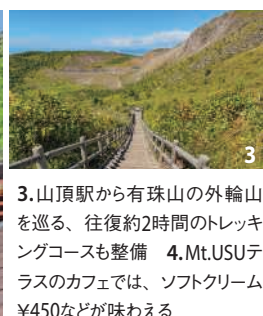 3
3.山頂駅から有珠山の外輪山
を巡る、往復約2時間のトレッキ
ングコースも整備　4.Mt.USUテ
ラスのカフェでは、ソフトクリーム
¥450などが味わえる